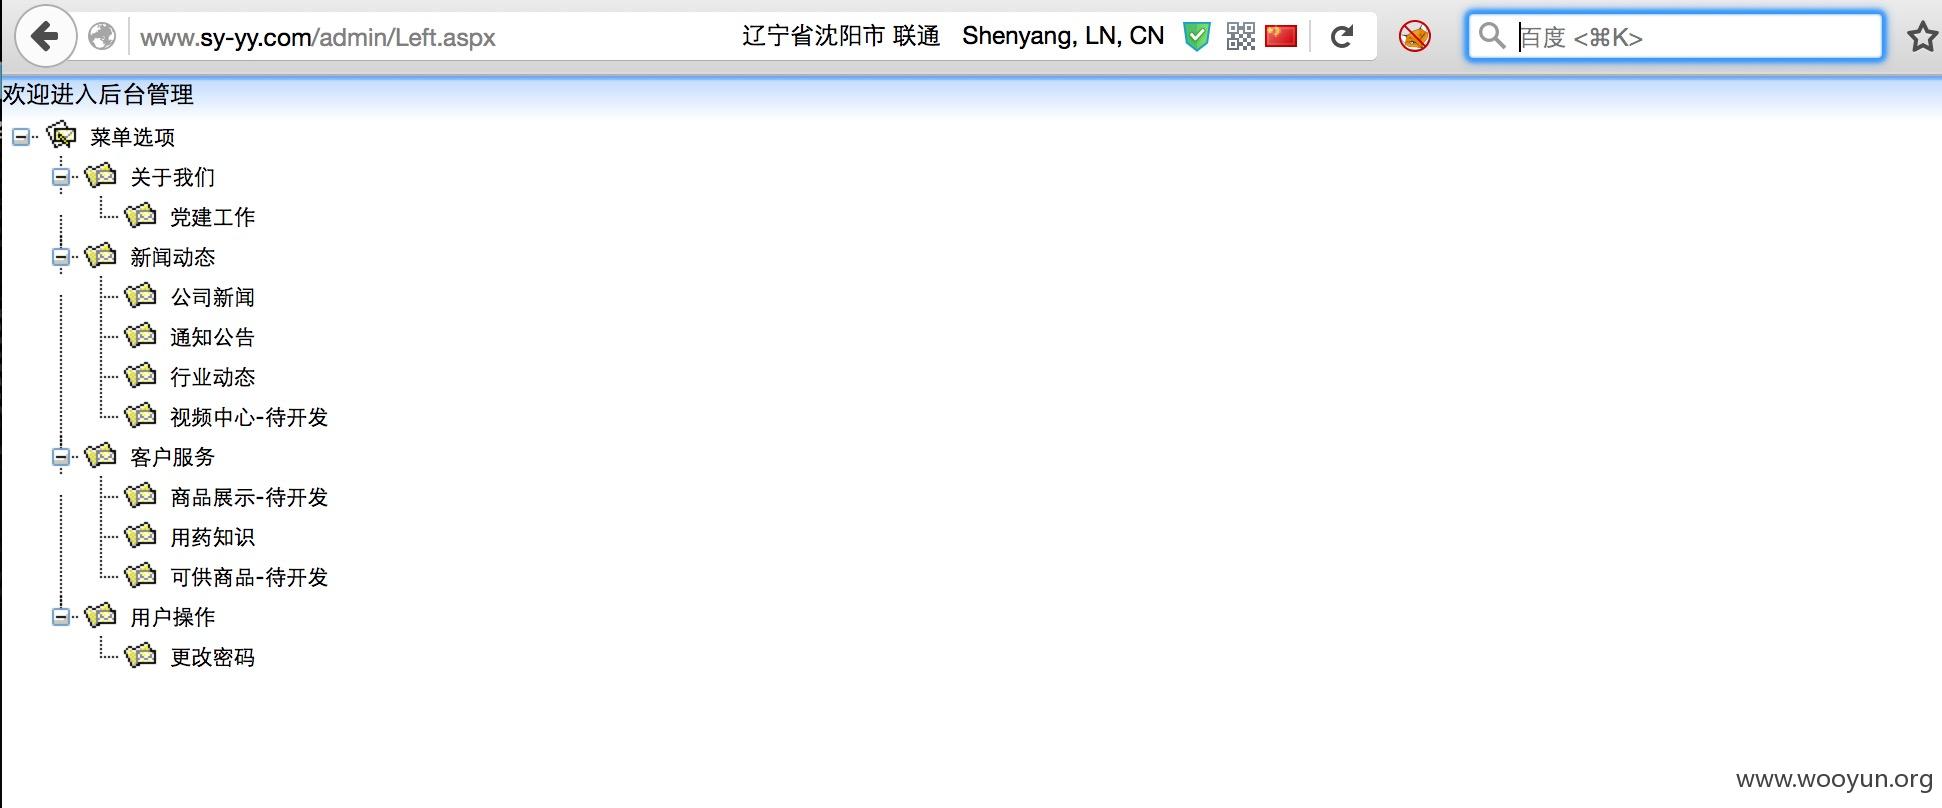 www.sy-yy.com/admin/Left.aspx 辽宁省沈阳市 联通 Shenyang, LN, CN 百度 <⌘K>
欢迎进入后台管理
菜单选项
关于我们
党建工作
新闻动态
公司新闻
通知公告
行业动态
视频中心-待开发
客户服务
商品展示-待开发
用药知识
可供商品-待开发
用户操作
更改密码
www.wooyun.org